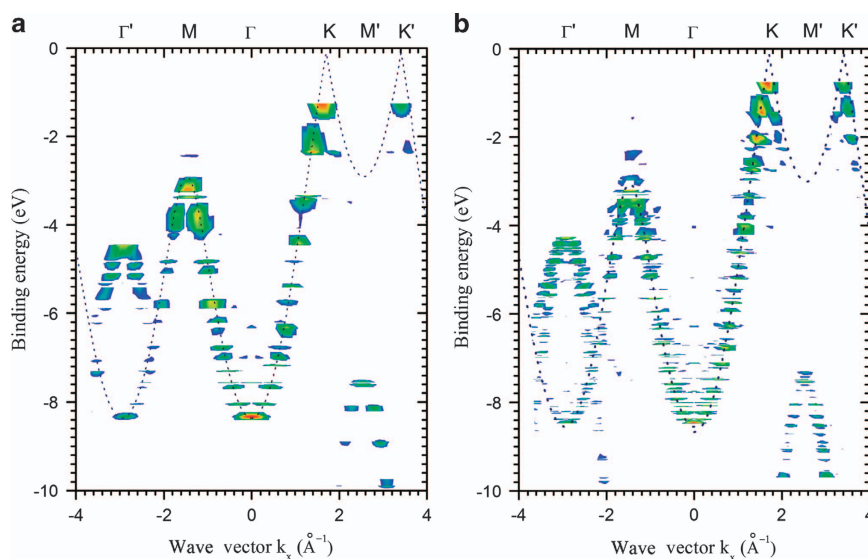 a
Γ' M Γ K M' K'
0
-2
-4
-6
-8
-10
Binding energy (eV)
-4 -2 0 2 4
Wave vector kₓ (Å⁻¹)
b
Γ' M Γ K M' K'
0
-2
-4
-6
-8
-10
Binding energy (eV)
-4 -2 0 2 4
Wave vector kₓ (Å⁻¹)